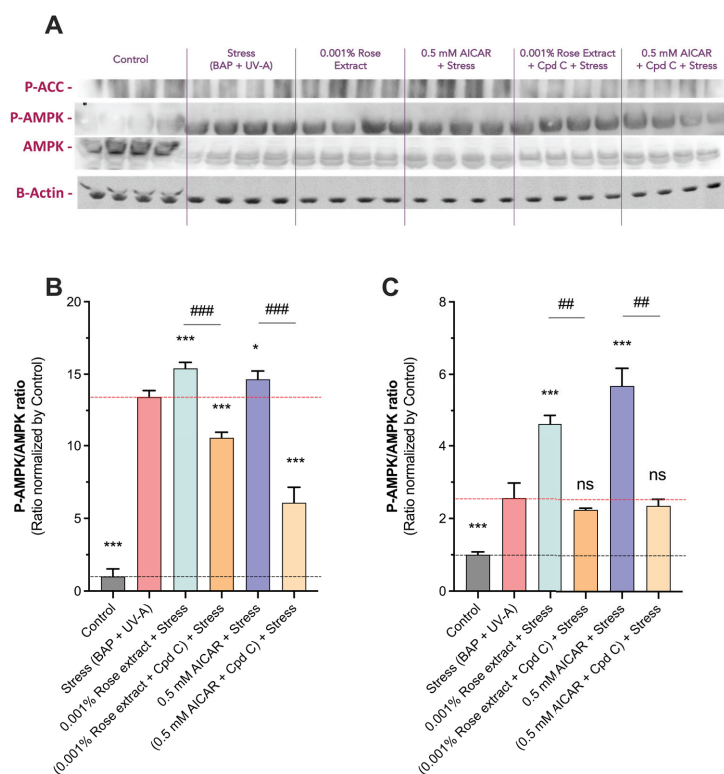 A
Control
Stress
(BAP + UV-A)
0.001% Rose
Extract
0.5 mM AICAR
+ Stress
0.001% Rose Extract
+ Cpd C + Stress
0.5 mM AICAR
+ Cpd C + Stress
P-ACC -
P-AMPK -
AMPK -
B-Actin -
B
P-AMPK/AMPK ratio
(Ratio normalized by Control)
20
15
10
5
0
***
***
###
***
*
###
***
Control
Stress (BAP + UV-A)
0.001% Rose extract + Stress
(0.001% Rose extract + Cpd C) + Stress
0.5 mM AICAR + Stress
(0.5 mM AICAR + Cpd C) + Stress
C
P-AMPK/AMPK ratio
(Ratio normalized by Control)
8
6
4
2
0
***
***
##
ns
***
##
ns
Control
Stress (BAP + UV-A)
0.001% Rose extract + Stress
(0.001% Rose extract + Cpd C) + Stress
0.5 mM AICAR + Stress
(0.5 mM AICAR + Cpd C) + Stress